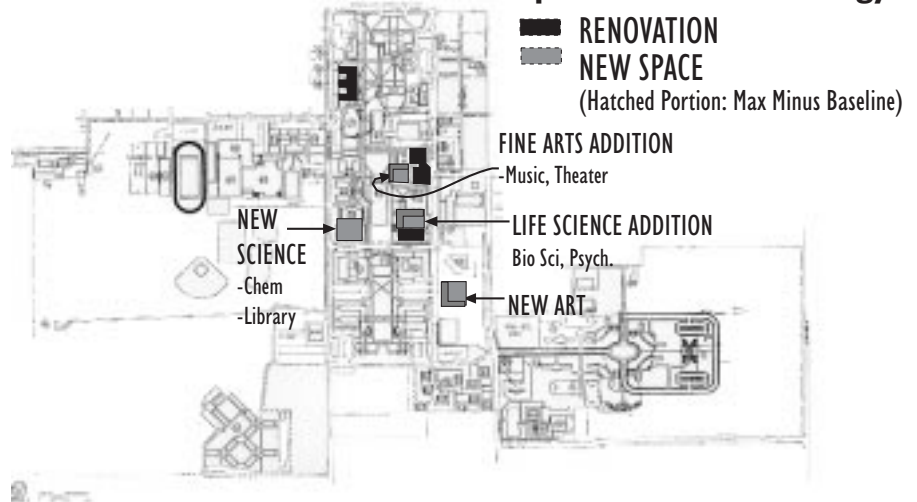 RENOVATION
NEW SPACE
(Hatched Portion: Max Minus Baseline)
FINE ARTS ADDITION
-Music, Theater
NEW
SCIENCE
-Chem
-Library
LIFE SCIENCE ADDITION
Bio Sci, Psych.
NEW ART